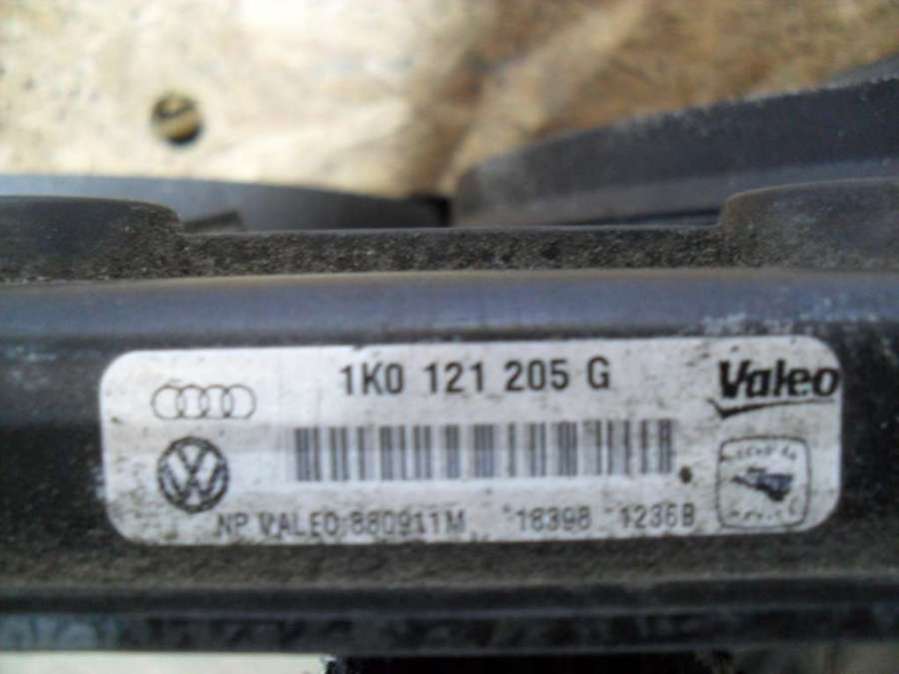 1K0 121 205 G
Valeo
NP VALEO:880911M 18398 1236B